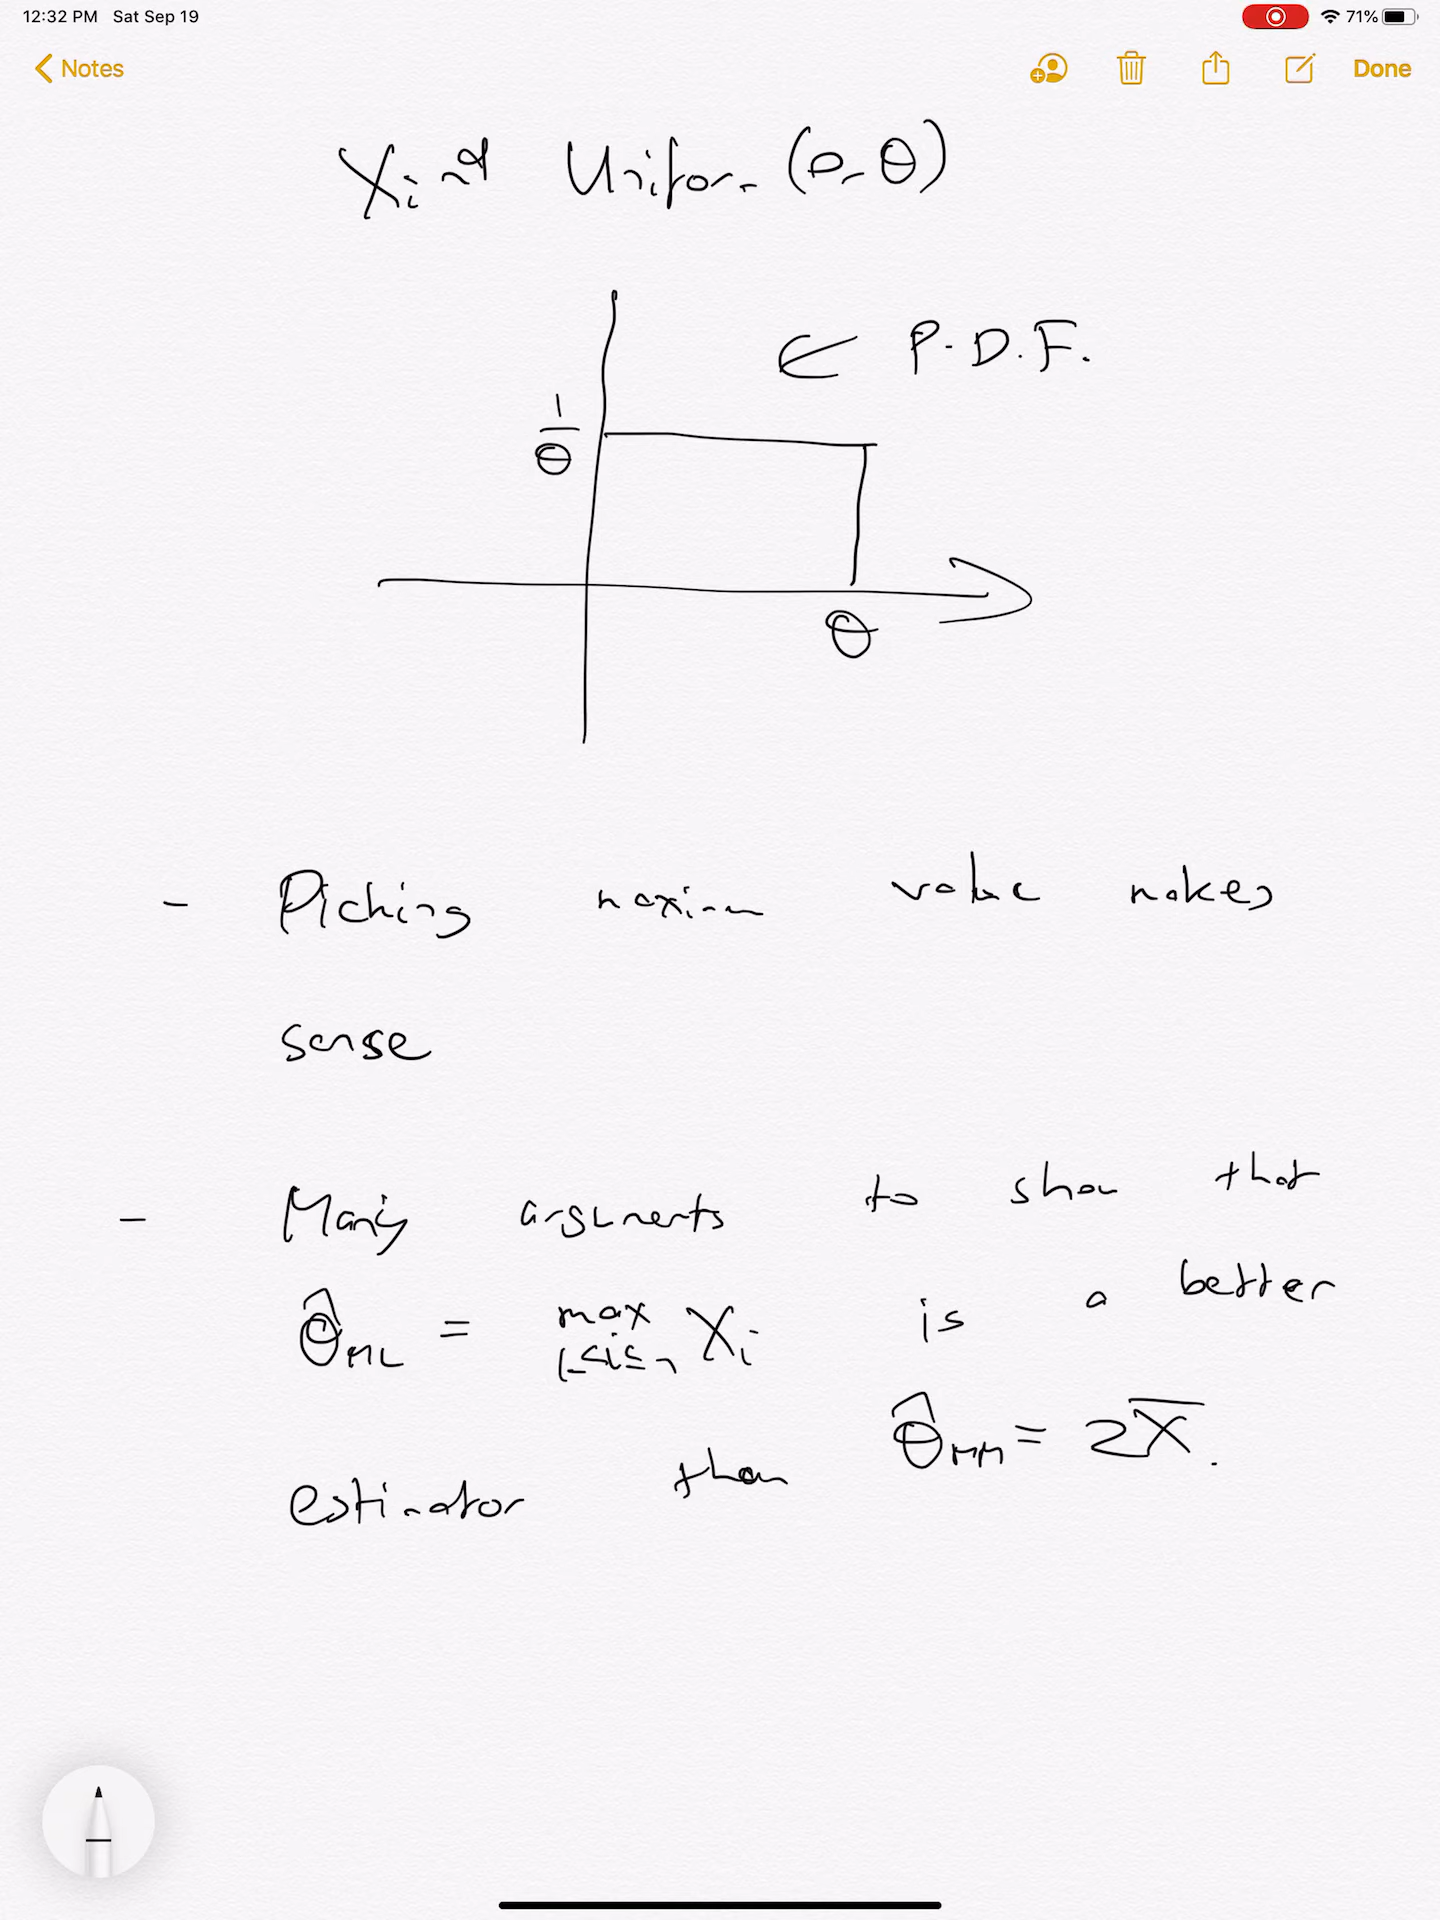 12:32 PM Sat Sep 19 71%
Notes Done
Xi ind Uniform (0, θ)
← P.D.F.
1/θ
θ
- Picking maximum value makes
sense
- Many arguments to show that
θ̂ML = max 1≤i≤n Xi is a better
estimator than θ̂MM = 2X̄.